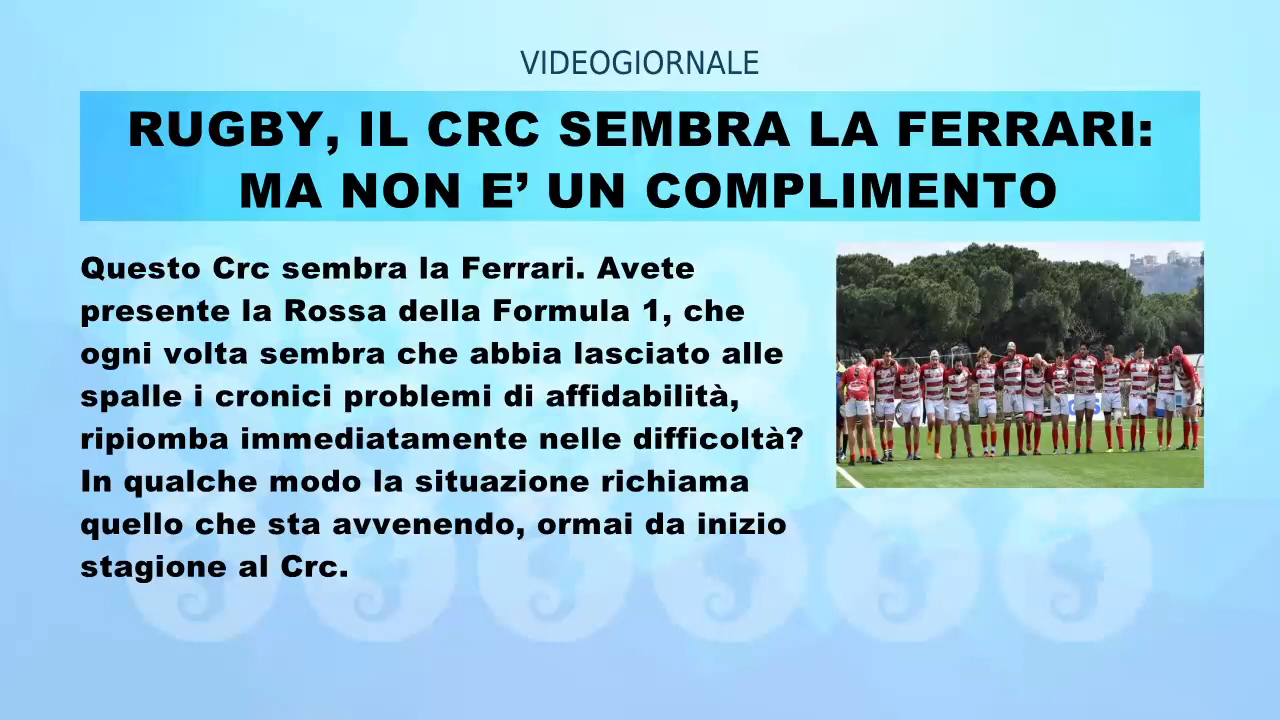 VIDEOGIORNALE
RUGBY, IL CRC SEMBRA LA FERRARI:
MA NON E’ UN COMPLIMENTO
Questo Crc sembra la Ferrari. Avete
presente la Rossa della Formula 1, che
ogni volta sembra che abbia lasciato alle
spalle i cronici problemi di affidabilità,
ripiomba immediatamente nelle difficoltà?
In qualche modo la situazione richiama
quello che sta avvenendo, ormai da inizio
stagione al Crc.